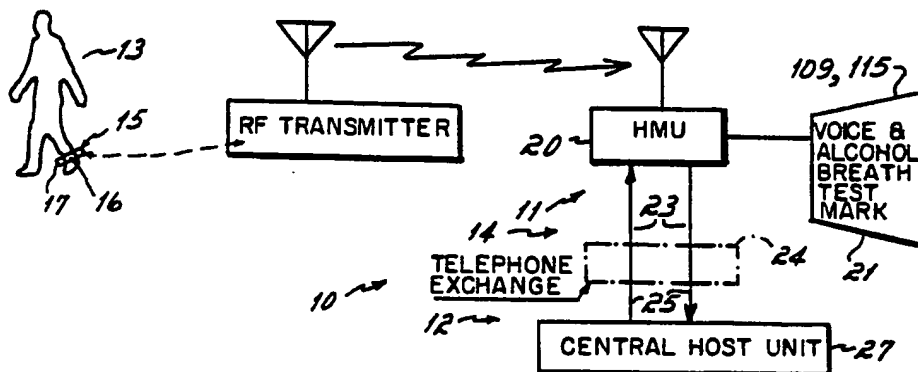 13
15
17
16
RF TRANSMITTER
20
HMU
109, 115
VOICE &
ALCOHOL
BREATH
TEST
MARK
21
11
14
23
24
TELEPHONE
EXCHANGE
10
12
25
CENTRAL HOST UNIT
27